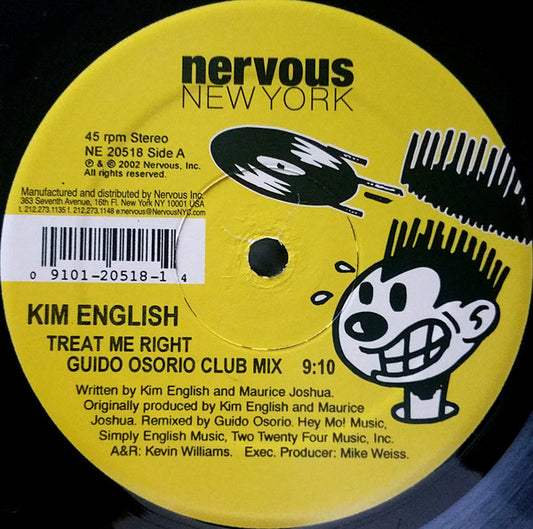 nervous
NEW YORK
45 rpm Stereo
NE 20518 Side A
℗ & © 2002 Nervous, Inc.
All rights reserved.
Manufactured and distributed by Nervous Inc.
363 Seventh Avenue, 16th Fl. New York NY 10001 USA
t. 212.273.1135 f. 212.273.1148 e.nervous@NervousNYC.com
0 9101-20518-1 4
KIM ENGLISH
TREAT ME RIGHT
GUIDO OSORIO CLUB MIX 9:10
Written by Kim English and Maurice Joshua.
Originally produced by Kim English and Maurice
Joshua. Remixed by Guido Osorio. Hey Mo! Music,
Simply English Music, Two Twenty Four Music, Inc.
A&R: Kevin Williams. Exec. Producer: Mike Weiss.